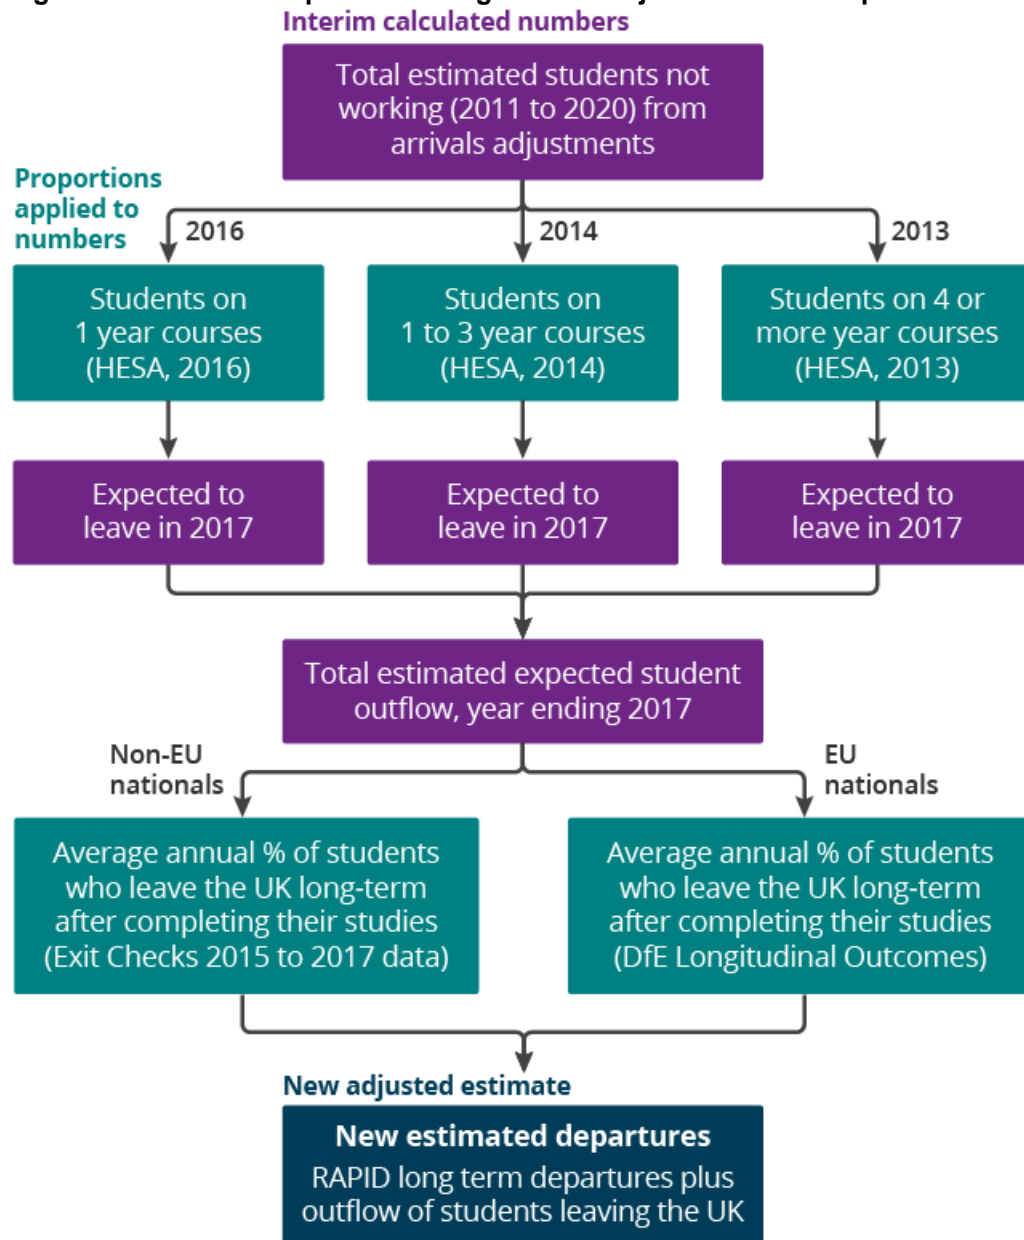 Interim calculated numbers
Total estimated students not
working (2011 to 2020) from
arrivals adjustments
Proportions
applied to
numbers
2016
2014
2013
Students on
1 year courses
(HESA, 2016)
Students on
1 to 3 year courses
(HESA, 2014)
Students on 4 or
more year courses
(HESA, 2013)
Expected to
leave in 2017
Expected to
leave in 2017
Expected to
leave in 2017
Total estimated expected student
outflow, year ending 2017
Non-EU
nationals
EU
nationals
Average annual % of students
who leave the UK long-term
after completing their studies
(Exit Checks 2015 to 2017 data)
Average annual % of students
who leave the UK long-term
after completing their studies
(DfE Longitudinal Outcomes)
New adjusted estimate
New estimated departures
RAPID long term departures plus
outflow of students leaving the UK